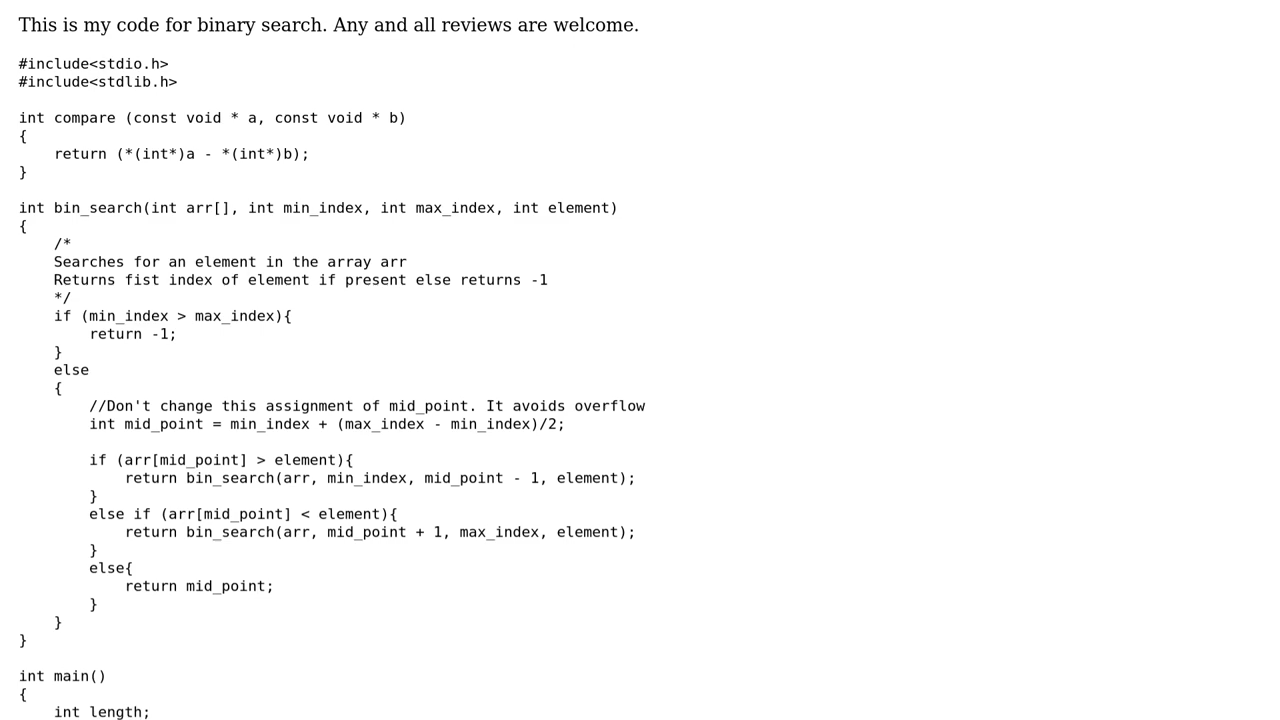 This is my code for binary search. Any and all reviews are welcome.
#include<stdio.h>
#include<stdlib.h>
int compare (const void * a, const void * b)
{
    return (*(int*)a - *(int*)b);
}
int bin_search(int arr[], int min_index, int max_index, int element)
{
    /*
    Searches for an element in the array arr
    Returns fist index of element if present else returns -1
    */
    if (min_index > max_index){
        return -1;
    }
    else
    {
        //Don't change this assignment of mid_point. It avoids overflow
        int mid_point = min_index + (max_index - min_index)/2;
        if (arr[mid_point] > element){
            return bin_search(arr, min_index, mid_point - 1, element);
        }
        else if (arr[mid_point] < element){
            return bin_search(arr, mid_point + 1, max_index, element);
        }
        else{
            return mid_point;
        }
    }
}
int main()
{
    int length;